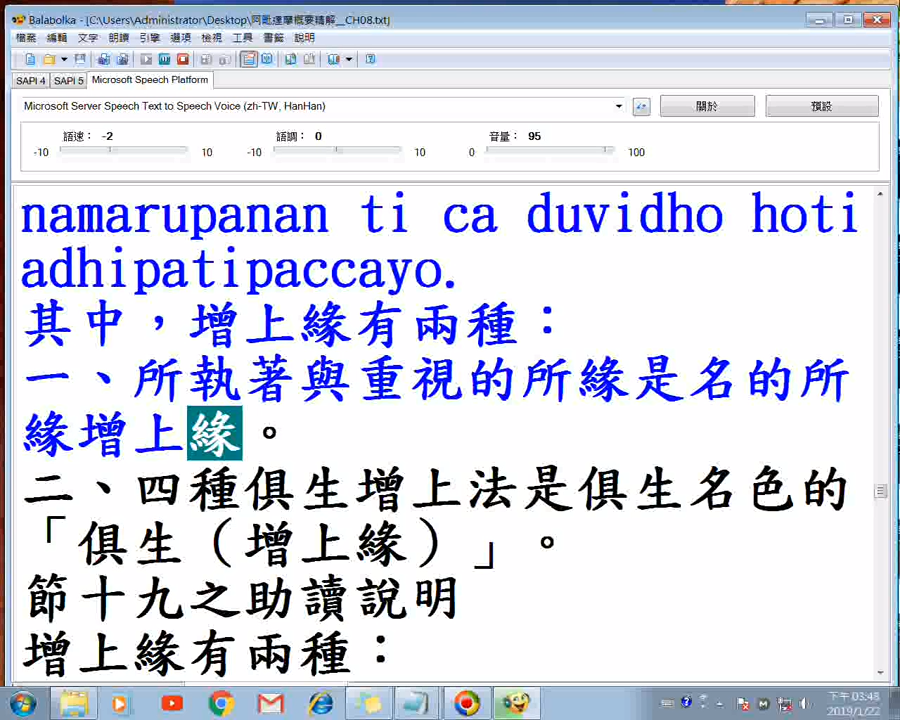 Balabolka - [C:\Users\Administrator\Desktop\阿毗達摩概要精解__CH08.txt]
檔案 編輯 文字 朗讀 引擎 選項 檢視 工具 書籤 說明
SAPI 4 SAPI 5 Microsoft Speech Platform
Microsoft Server Speech Text to Speech Voice (zh-TW, HanHan) 關於 預設
語速： -2 語調： 0 音量： 95
-10 10 -10 10 0 100
namarupanan ti ca duvidho hoti
adhipatipaccayo.
其中，增上緣有兩種：
一、所執著與重視的所緣是名的所
緣增上緣。
二、四種俱生增上法是俱生名色的
「俱生（增上緣）」。
節十九之助讀說明
增上緣有兩種：
下午 03:48
2019/1/22